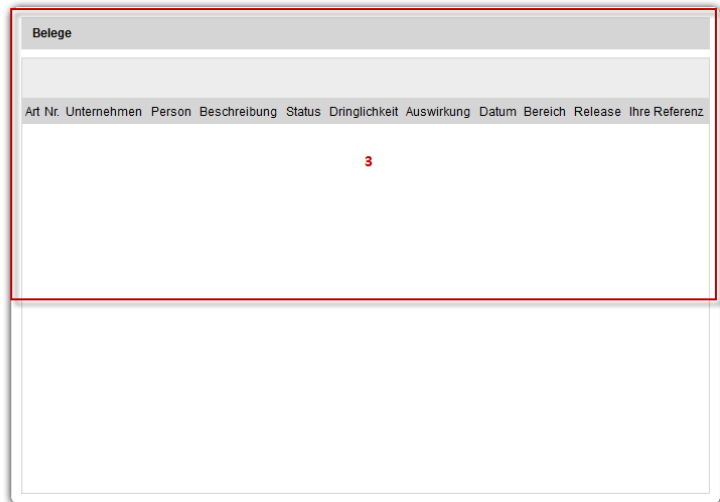 Belege
Art Nr. Unternehmen Person Beschreibung Status Dringlichkeit Auswirkung Datum Bereich Release Ihre Referenz
3